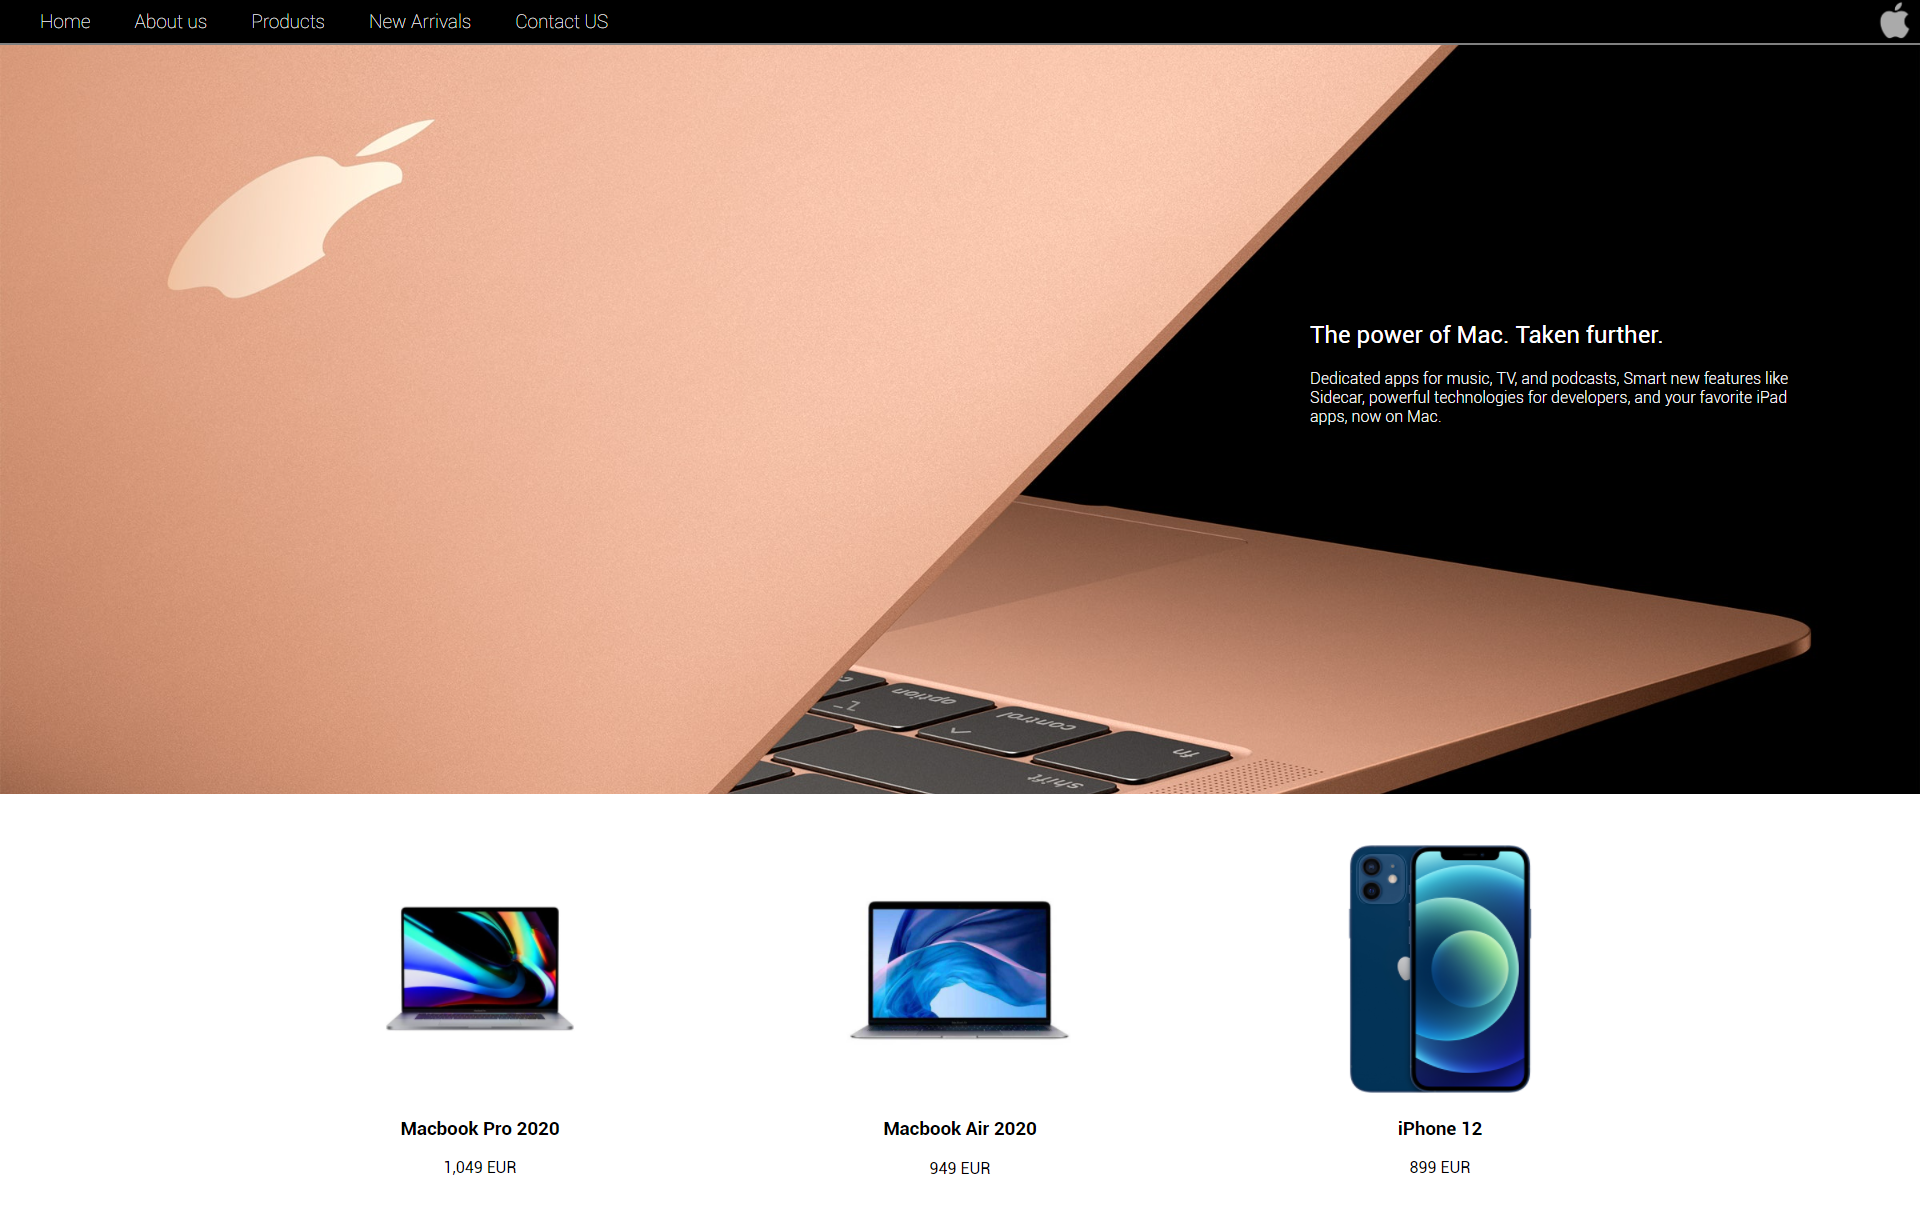 Home About us Products New Arrivals Contact US
The power of Mac. Taken further.
Dedicated apps for music, TV, and podcasts, Smart new features like
Sidecar, powerful technologies for developers, and your favorite iPad
apps, now on Mac.
option
control
fn
shift
Macbook Pro 2020
1,049 EUR
Macbook Air 2020
949 EUR
iPhone 12
899 EUR